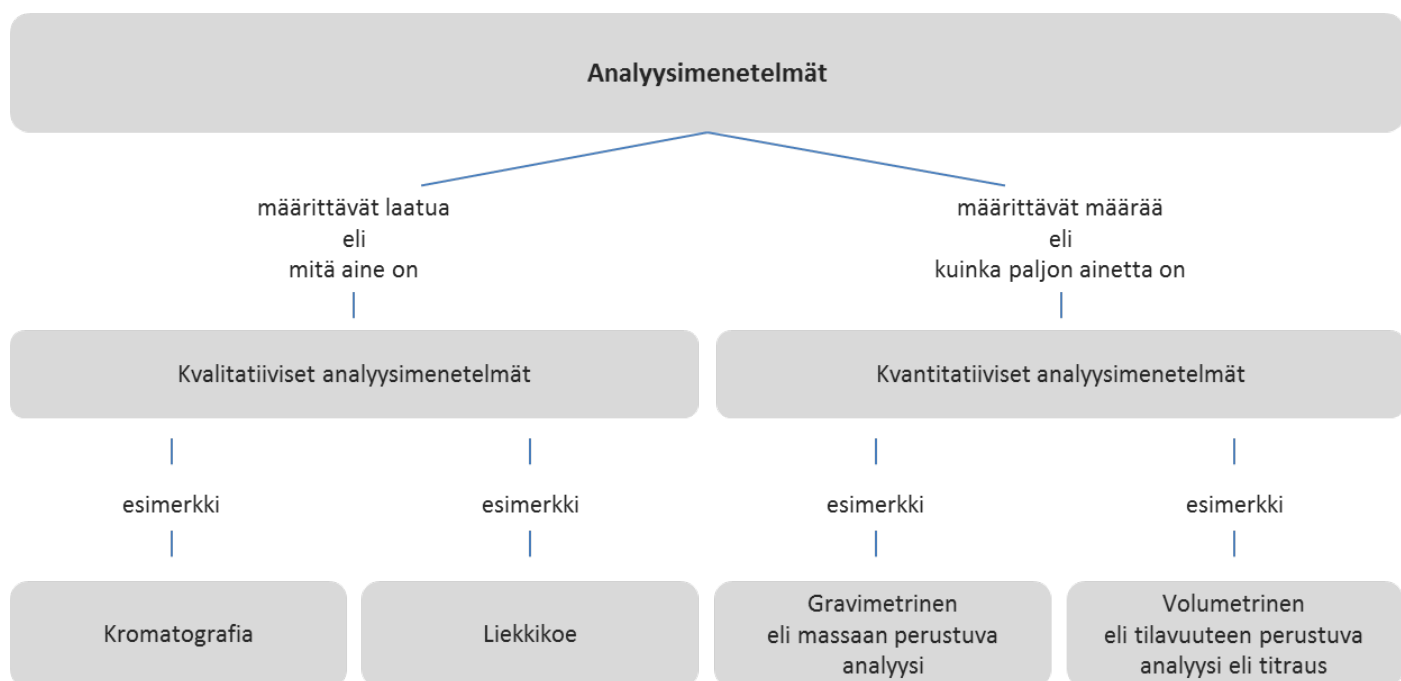 Analyysimenetelmät
määrittävät laatua
eli
mitä aine on
määrittävät määrää
eli
kuinka paljon ainetta on
Kvalitatiiviset analyysimenetelmät
Kvantitatiiviset analyysimenetelmät
esimerkki
esimerkki
esimerkki
esimerkki
Kromatografia
Liekkikoe
Gravimetrinen
eli massaan perustuva
analyysi
Volumetrinen
eli tilavuuteen perustuva
analyysi eli titraus